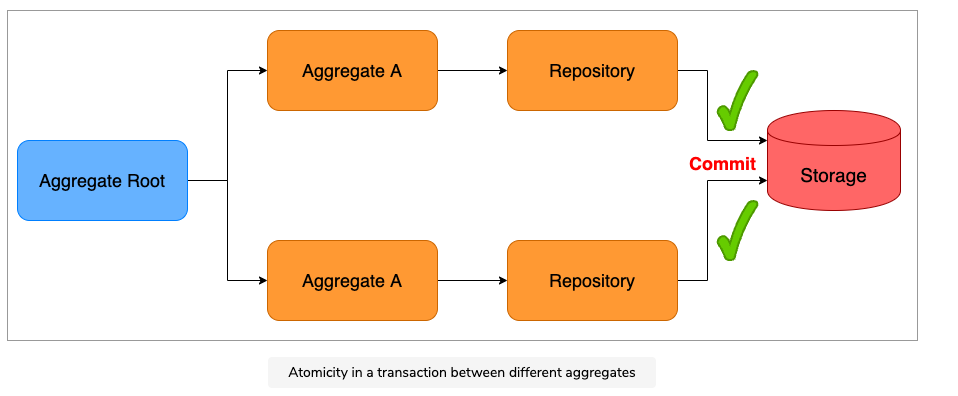 Aggregate A
Repository
Aggregate Root
Commit
Storage
Aggregate A
Repository
Atomicity in a transaction between different aggregates